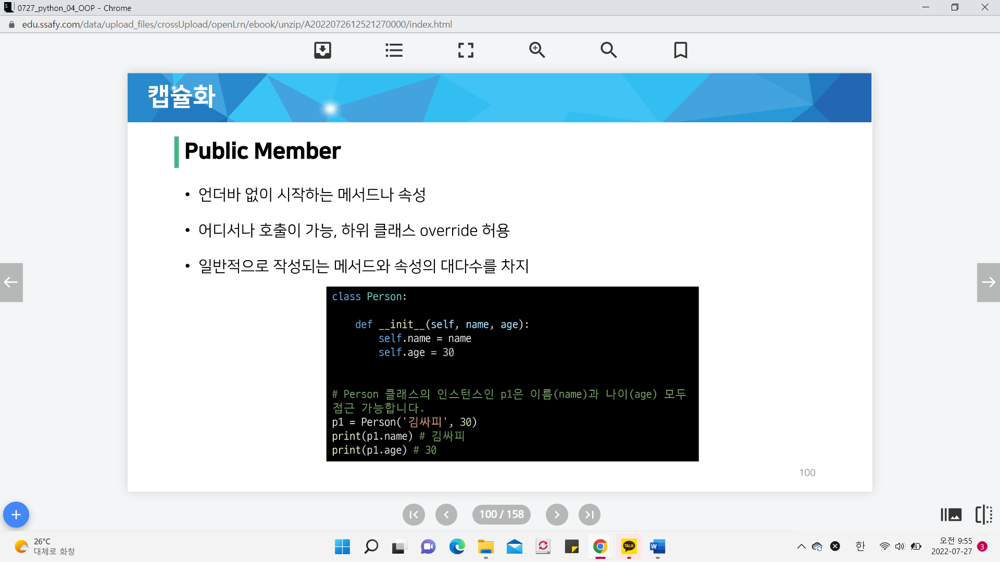 0727_python_04_OOP - Chrome
edu.ssafy.com/data/upload_files/crossUpload/openLrn/ebook/unzip/A2022072612521270000/index.html
캡슐화
Public Member
• 언더바 없이 시작하는 메서드나 속성
• 어디서나 호출이 가능, 하위 클래스 override 허용
• 일반적으로 작성되는 메서드와 속성의 대다수를 차지
class Person:
def __init__(self, name, age):
self.name = name
self.age = 30
# Person 클래스의 인스턴스인 p1은 이름(name)과 나이(age) 모두
접근 가능합니다.
p1 = Person('김싸피', 30)
print(p1.name) # 김싸피
print(p1.age) # 30
100
100 / 158
26°C
대체로 화창
TALK
W
한
오전 9:55
2022-07-27
3